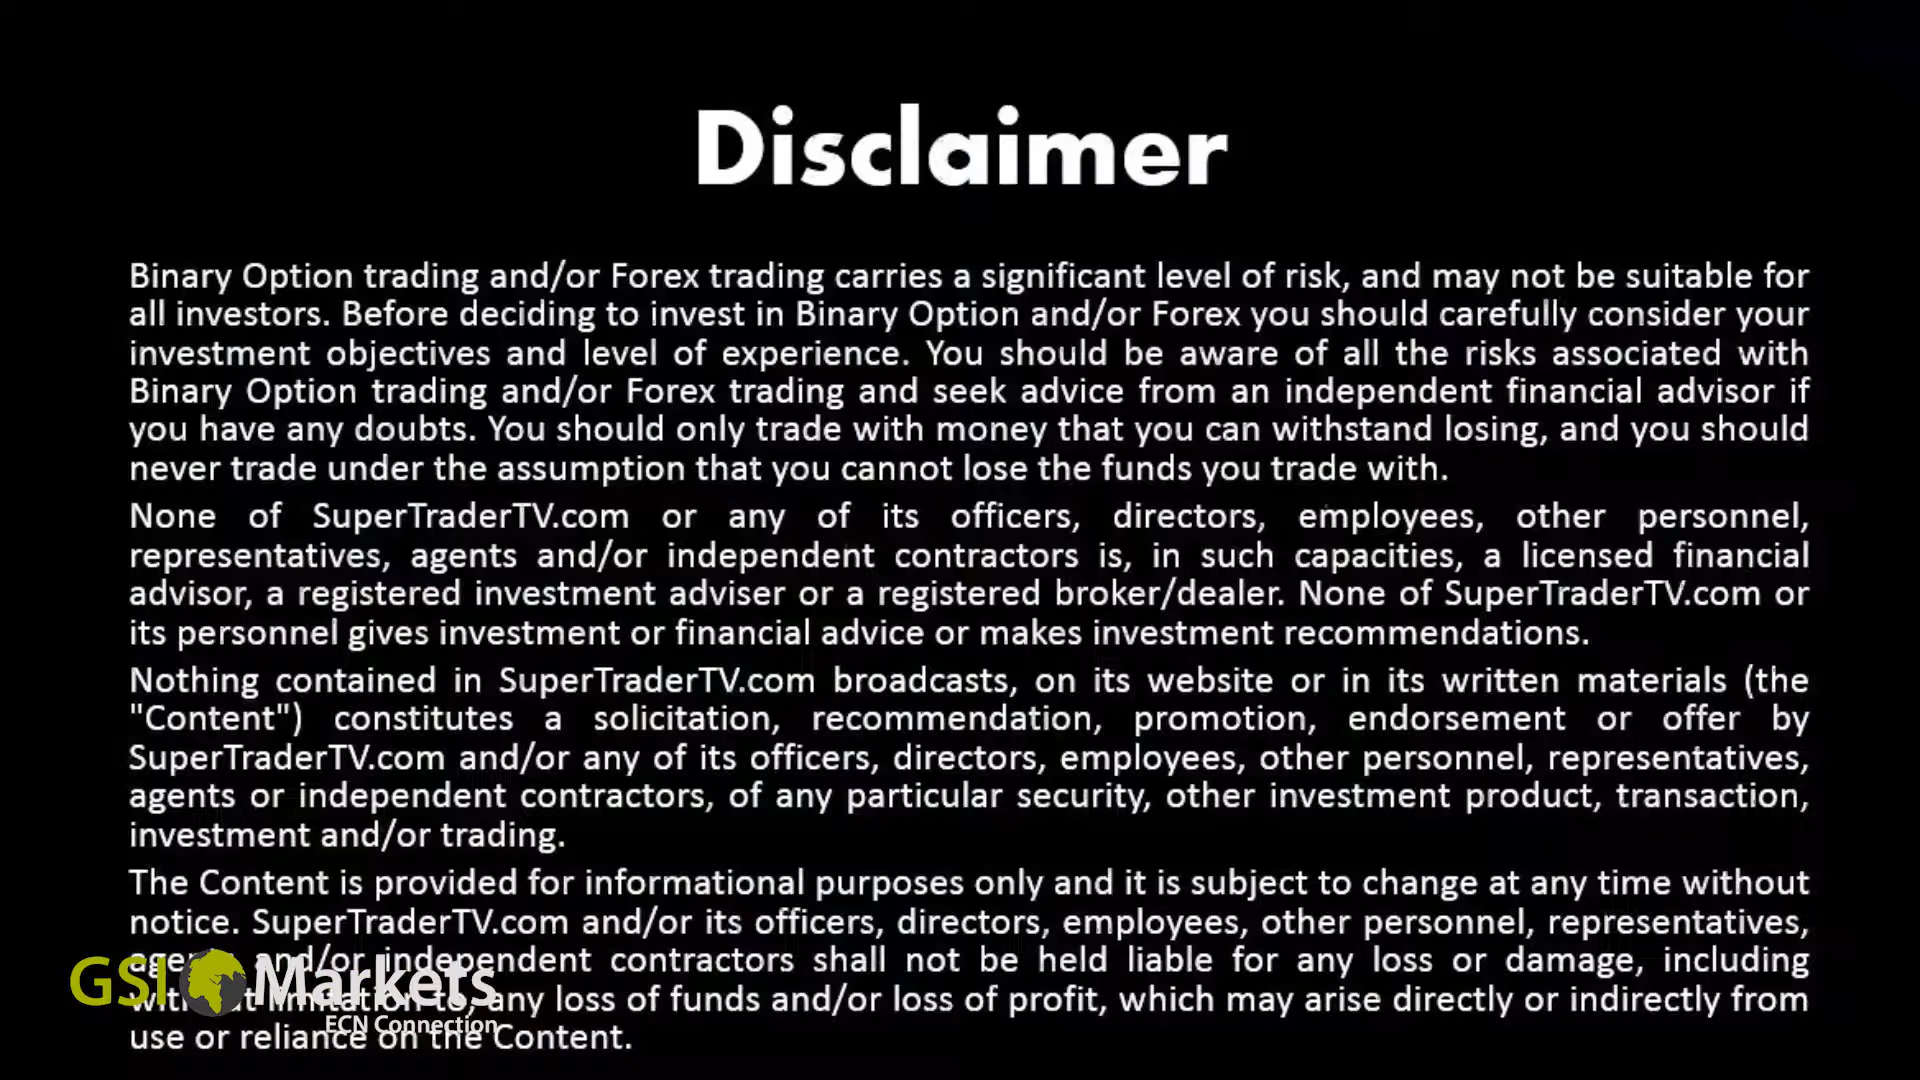 Disclaimer
Binary Option trading and/or Forex trading carries a significant level of risk, and may not be suitable for
all investors. Before deciding to invest in Binary Option and/or Forex you should carefully consider your
investment objectives and level of experience. You should be aware of all the risks associated with
Binary Option trading and/or Forex trading and seek advice from an independent financial advisor if
you have any doubts. You should only trade with money that you can withstand losing, and you should
never trade under the assumption that you cannot lose the funds you trade with.
None of SuperTraderTV.com or any of its officers, directors, employees, other personnel,
representatives, agents and/or independent contractors is, in such capacities, a licensed financial
advisor, a registered investment adviser or a registered broker/dealer. None of SuperTraderTV.com or
its personnel gives investment or financial advice or makes investment recommendations.
Nothing contained in SuperTraderTV.com broadcasts, on its website or in its written materials (the
"Content") constitutes a solicitation, recommendation, promotion, endorsement or offer by
SuperTraderTV.com and/or any of its officers, directors, employees, other personnel, representatives,
agents or independent contractors, of any particular security, other investment product, transaction,
investment and/or trading.
The Content is provided for informational purposes only and it is subject to change at any time without
notice. SuperTraderTV.com and/or its officers, directors, employees, other personnel, representatives,
and/or independent contractors shall not be held liable for any loss or damage, including
limitation to, any loss of funds and/or loss of profit, which may arise directly or indirectly from
use or reliance on the Content.
GSI Markets
ECN Connection